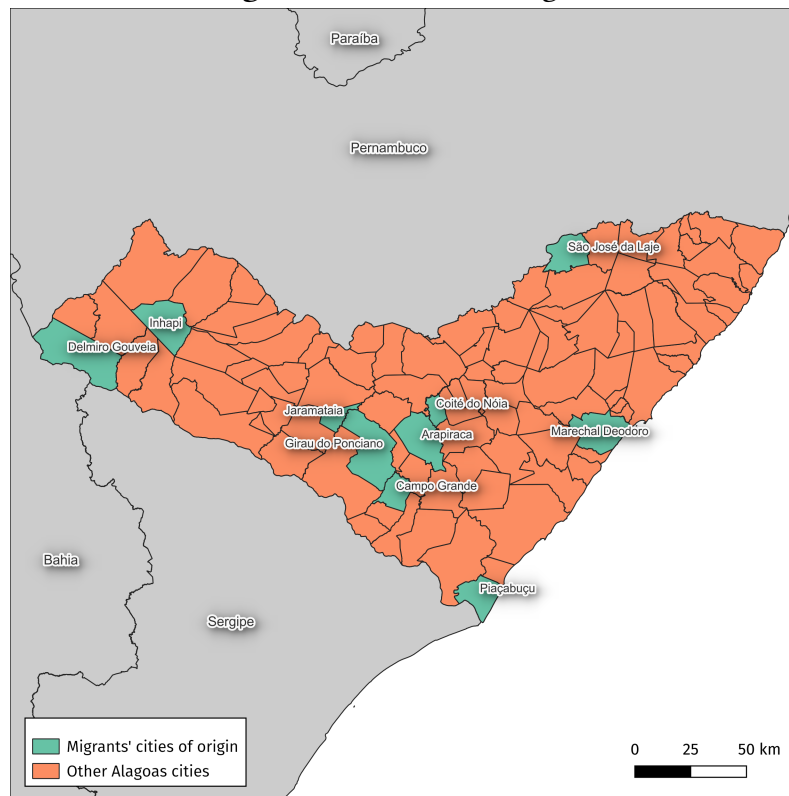 Paraíba
Pernambuco
São José da Laje
Inhapi
Delmiro Gouveia
Coité do Nóia
Jaramataia
Arapiraca
Marechal Deodoro
Girau do Ponciano
Campo Grande
Bahia
Piaçabuçu
Sergipe
Migrants' cities of origin
Other Alagoas cities
0 25 50 km